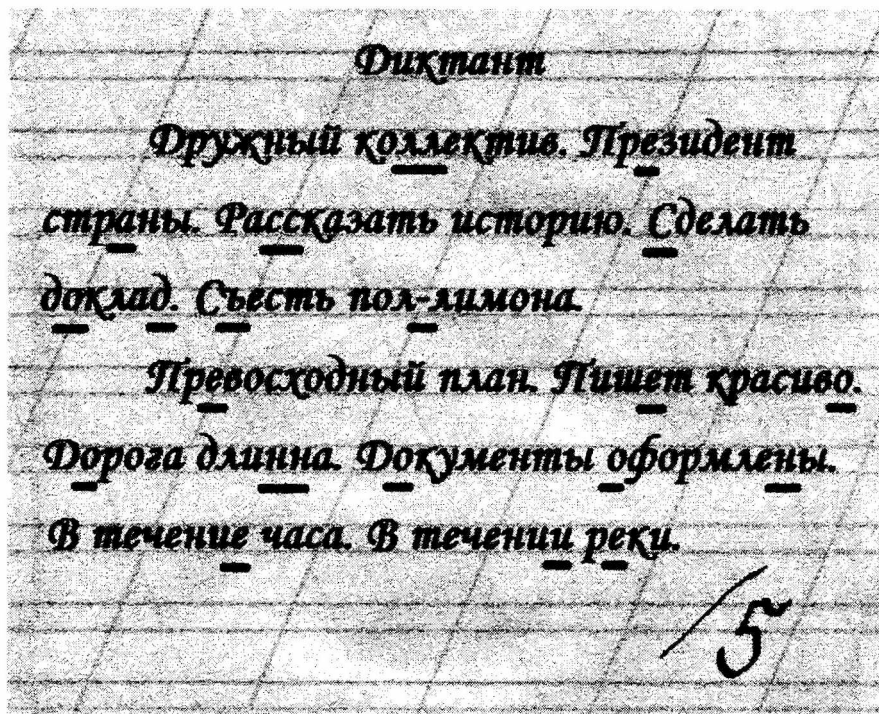 Диктант
Дружный коллектив. Президент
страны. Рассказать историю. Сделать
доклад. Съесть пол-лимона.
Превосходный план. Пишет красиво.
Дорога длинна. Документы оформлены.
В течение часа. В течении реки.
5